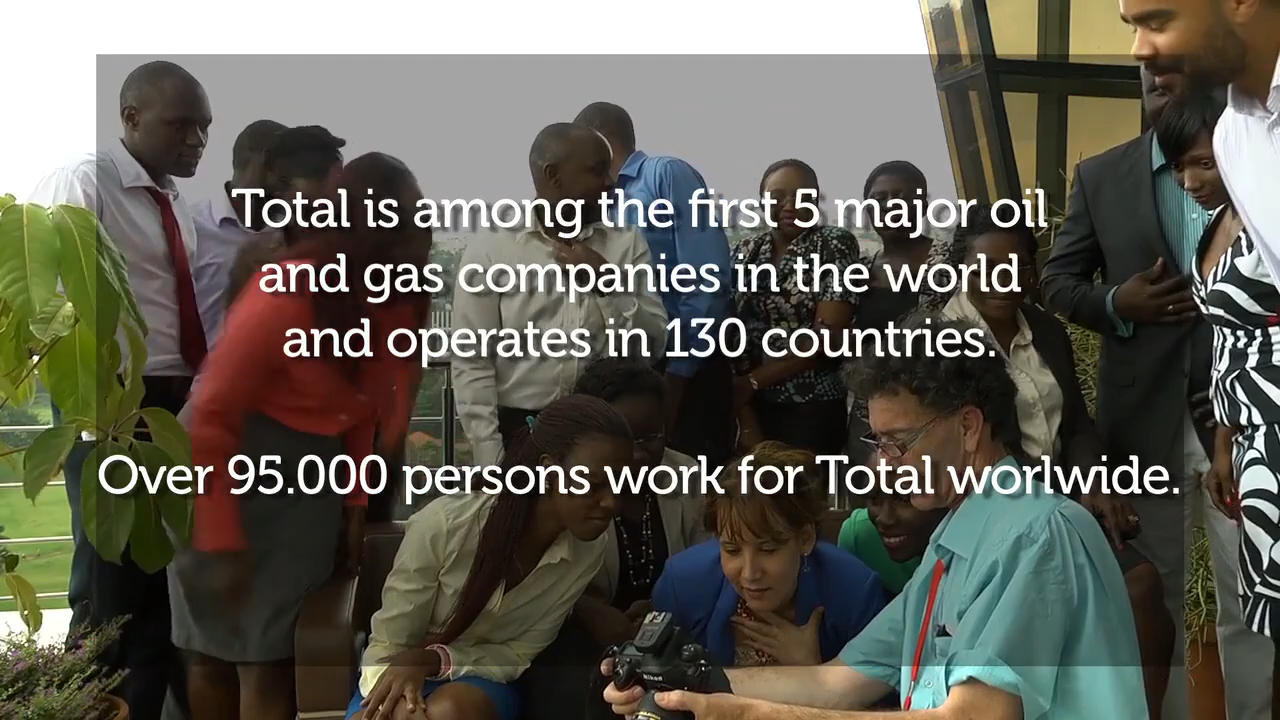 Total is among the first 5 major oil
and gas companies in the world
and operates in 130 countries.
Over 95.000 persons work for Total worlwide.
Nikon